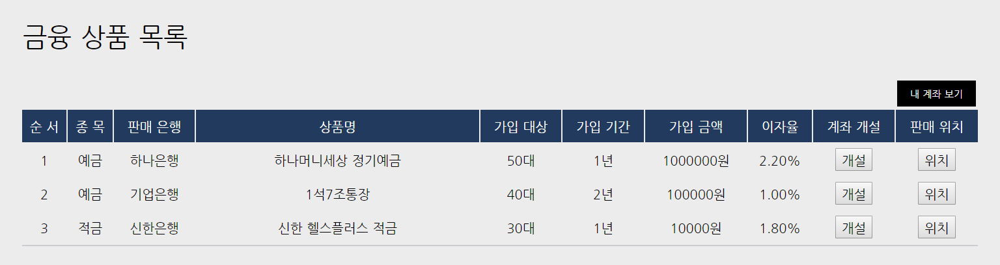 금융 상품 목록
내 계좌 보기
순 서 종 목 판매 은행 상품명 가입 대상 가입 기간 가입 금액 이자율 계좌 개설 판매 위치
1 예금 하나은행 하나머니세상 정기예금 50대 1년 1000000원 2.20% 개설 위치
2 예금 기업은행 1석7조통장 40대 2년 100000원 1.00% 개설 위치
3 적금 신한은행 신한 헬스플러스 적금 30대 1년 10000원 1.80% 개설 위치